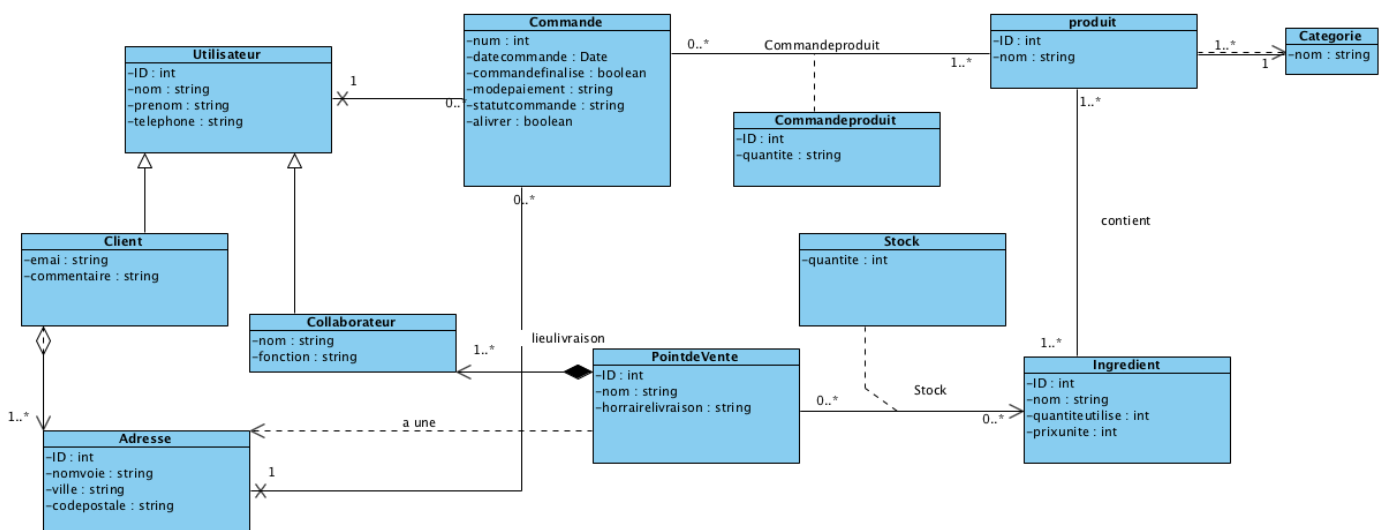 Commande
-num : int
-datecommande : Date
-commandefinalise : boolean
-modepaiement : string
-statutcommande : string
-alivrer : boolean
produit
-ID : int
-nom : string
Categorie
-nom : string
Utilisateur
-ID : int
-nom : string
-prenom : string
-telephone : string
0..*
Commandeproduit
1..*
1..*
1
1
0..*
1..*
Commandeproduit
-ID : int
-quantite : string
0..*
contient
Client
-emai : string
-commentaire : string
Stock
-quantite : int
Collaborateur
-nom : string
-fonction : string
lieulivraison
1..*
1..*
PointdeVente
-ID : int
-nom : string
-horrairelivraison : string
Ingredient
-ID : int
-nom : string
-quantiteutilise : int
-prixunite : int
Stock
0..*
0..*
1..*
a une
Adresse
-ID : int
-nomvoie : string
-ville : string
-codepostale : string
1